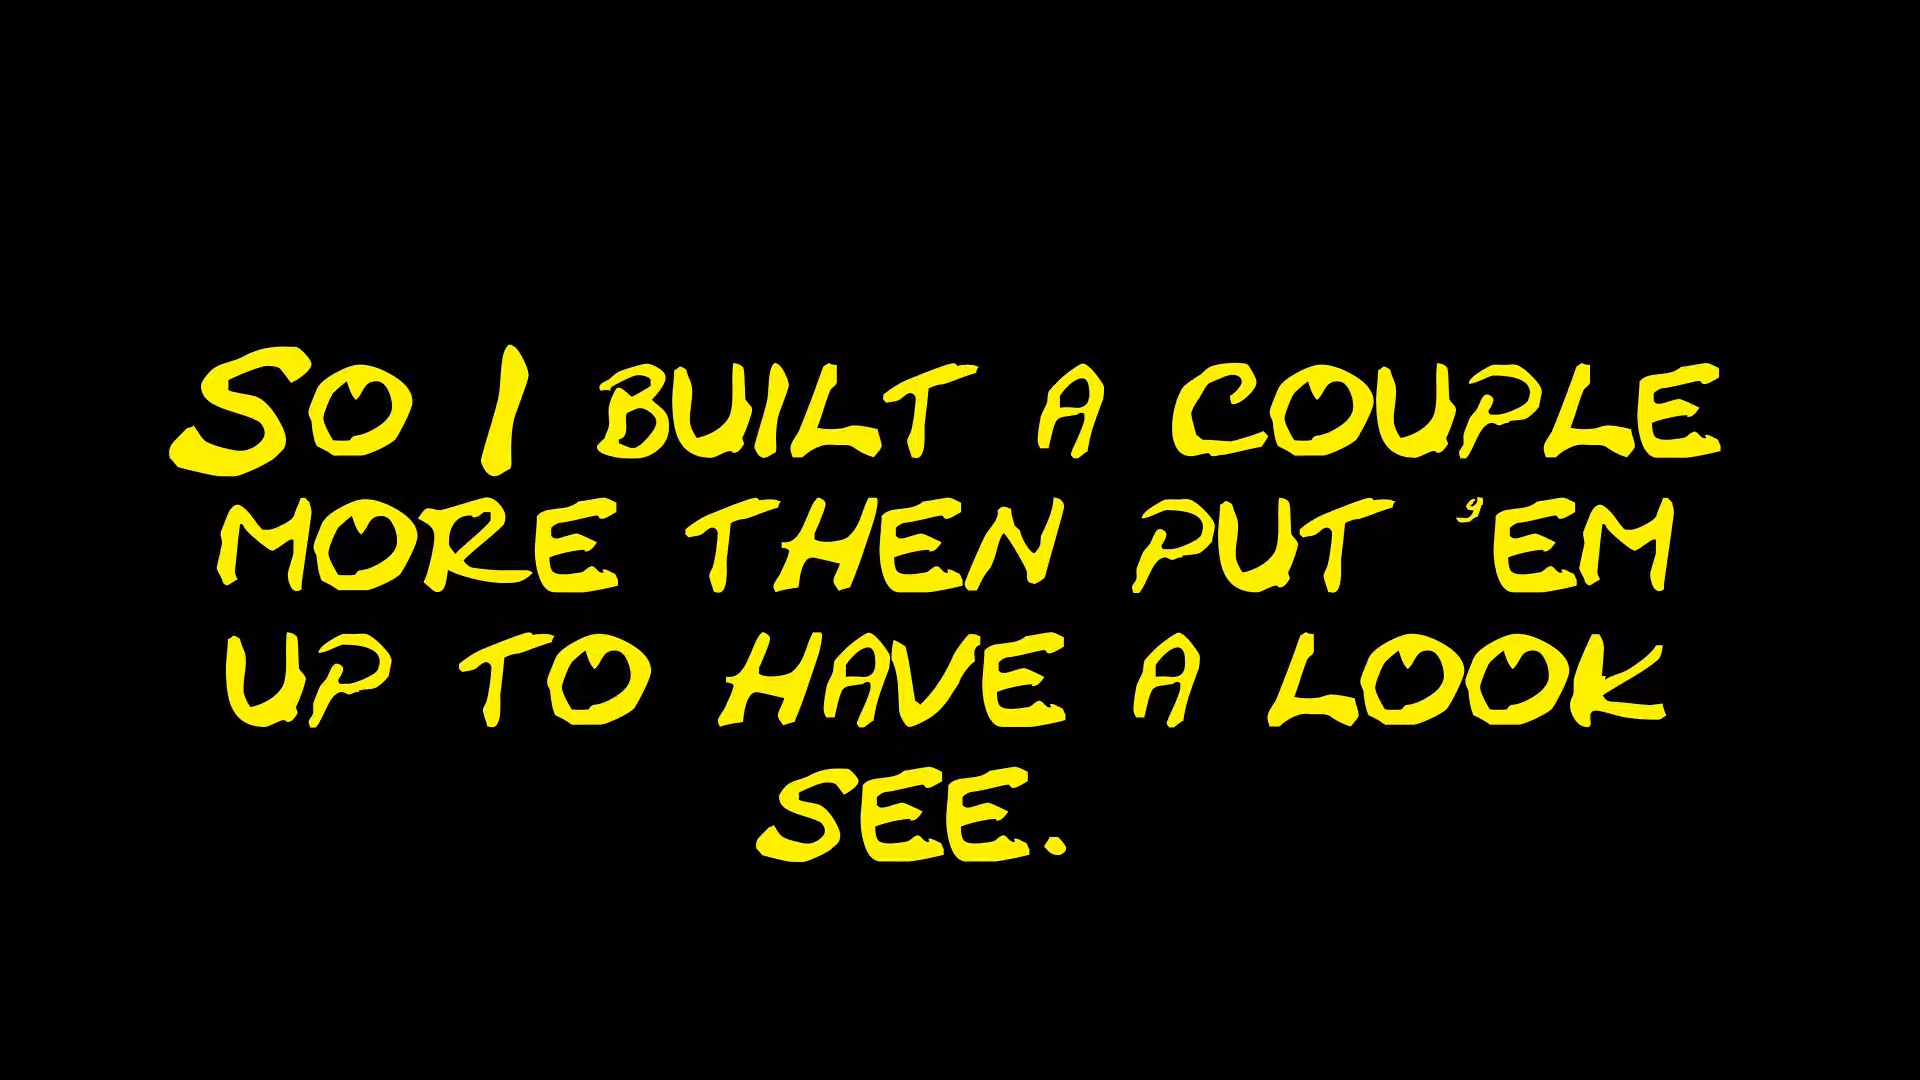 So I built a couple
more then put 'em
up to have a look
see.